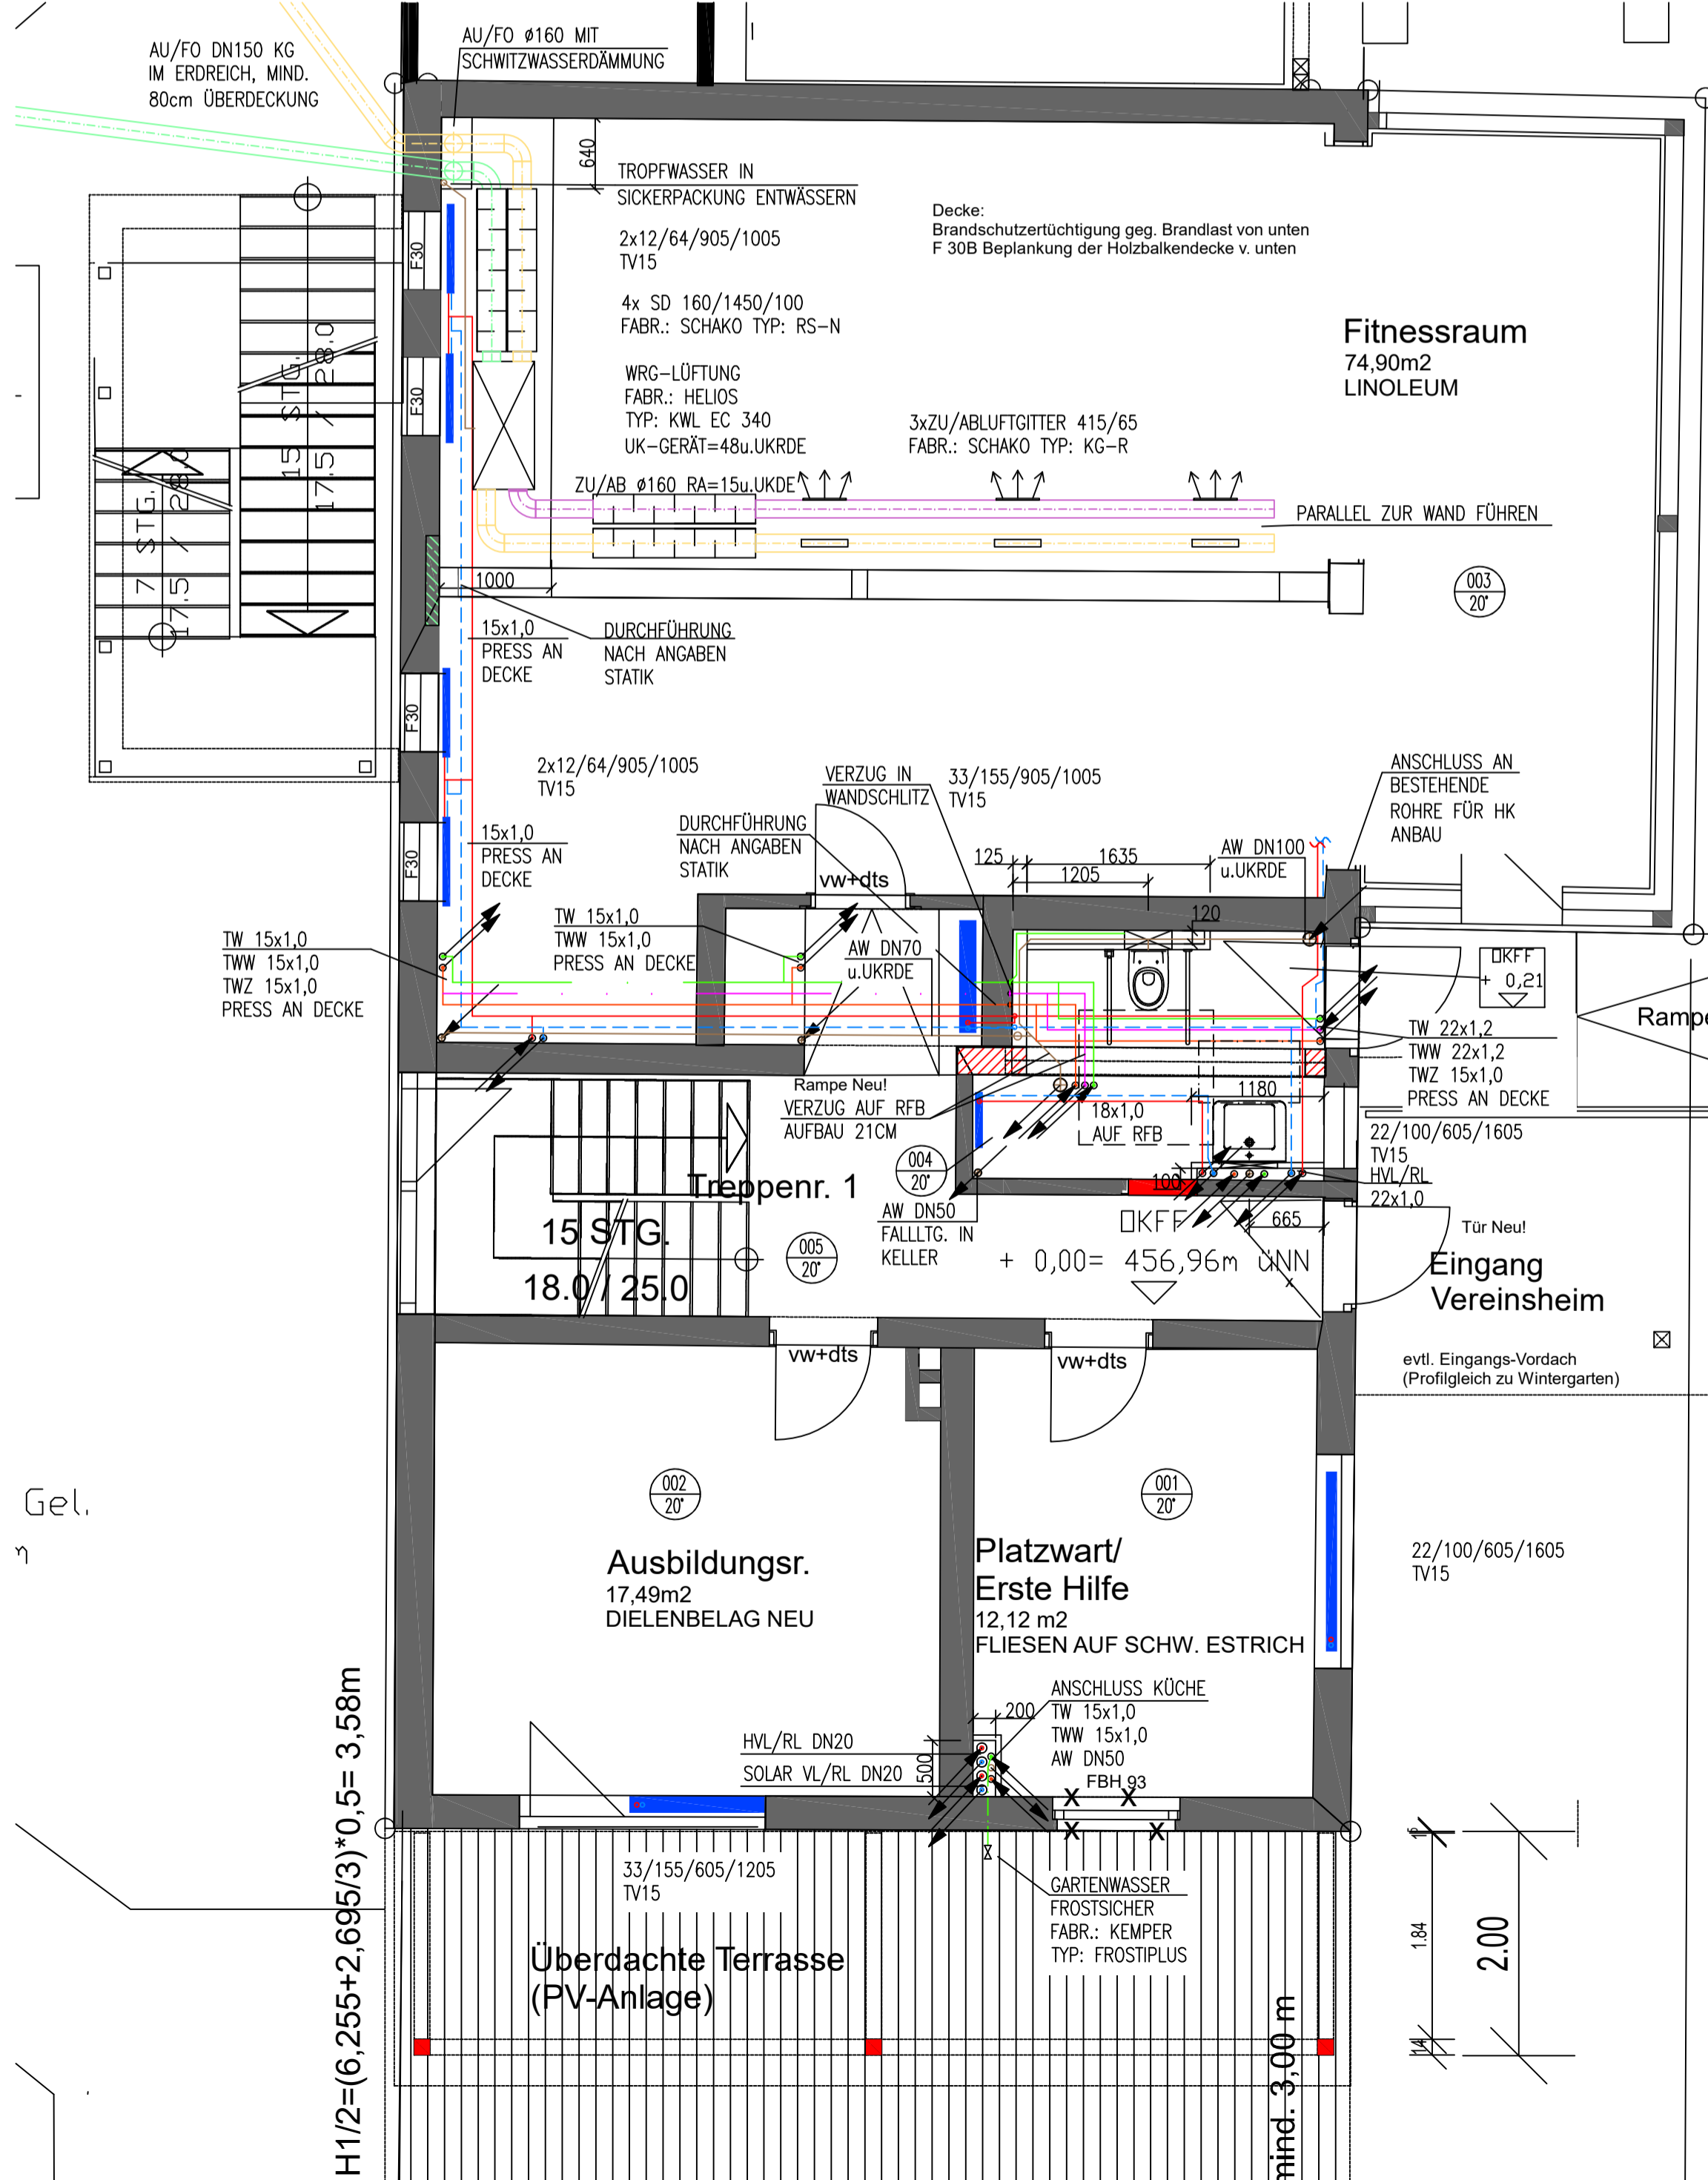 AU/FO DN150 KG
IM ERDREICH, MIND.
80cm ÜBERDECKUNG
AU/FO ø160 MIT
SCHWITZWASSERDÄMMUNG
640
TROPFWASSER IN
SICKERPACKUNG ENTWÄSSERN
2x12/64/905/1005
TV15
4x SD 160/1450/100
FABR.: SCHAKO TYP: RS-N
WRG-LÜFTUNG
FABR.: HELIOS
TYP: KWL EC 340
UK-GERÄT=48u.UKRDE
ZU/AB ø160 RA=15u.UKDE
Decke:
Brandschutzertüchtigung geg. Brandlast von unten
F 30B Beplankung der Holzbalkendecke v. unten
Fitnessraum
74,90m2
LINOLEUM
3xZU/ABLUFTGITTER 415/65
FABR.: SCHAKO TYP: KG-R
PARALLEL ZUR WAND FÜHREN
F30
F30
F30
F30
15 STG.
17.5 / 28.0
7 STG.
17.5 / 28.0
1000
003
20°
15x1,0
PRESS AN
DECKE
DURCHFÜHRUNG
NACH ANGABEN
STATIK
2x12/64/905/1005
TV15
15x1,0
PRESS AN
DECKE
VERZUG IN
WANDSCHLITZ
33/155/905/1005
TV15
DURCHFÜHRUNG
NACH ANGABEN
STATIK
vw+dts
125
1635
1205
AW DN100
u.UKRDE
120
ANSCHLUSS AN
BESTEHENDE
ROHRE FÜR HK
ANBAU
TW 15x1,0
TWW 15x1,0
TWZ 15x1,0
PRESS AN DECKE
TW 15x1,0
TWW 15x1,0
PRESS AN DECKE
AW DN70
u.UKRDE
OKFF
+ 0,21
Rampe
TW 22x1,2
TWW 22x1,2
TWZ 15x1,0
PRESS AN DECKE
Rampe Neu!
VERZUG AUF RFB
AUFBAU 21CM
18x1,0
AUF RFB
1180
22/100/605/1605
TV15
HVL/RL
22x1,0
004
20°
100
665
Treppenr. 1
15 STG.
18.0 / 25.0
005
20°
AW DN50
FALLLTG. IN
KELLER
OKFF
+ 0,00= 456,96m üNN
x
Tür Neu!
Eingang
Vereinsheim
evtl. Eingangs-Vordach
(Profilgleich zu Wintergarten)
vw+dts
vw+dts
Gel.
002
20°
001
20°
Ausbildungsr.
17,49m2
DIELENBELAG NEU
Platzwart/
Erste Hilfe
12,12 m2
FLIESEN AUF SCHW. ESTRICH
22/100/605/1605
TV15
ANSCHLUSS KÜCHE
TW 15x1,0
TWW 15x1,0
AW DN50
FBH 93
200
500
HVL/RL DN20
SOLAR VL/RL DN20
X X
X X
33/155/605/1205
TV15
GARTENWASSER
FROSTSICHER
FABR.: KEMPER
TYP: FROSTIPLUS
Überdachte Terrasse
(PV-Anlage)
H1/2=(6,255+2,695/3)*0,5= 3,58m
mind. 3,00 m
1.84
14
2.00